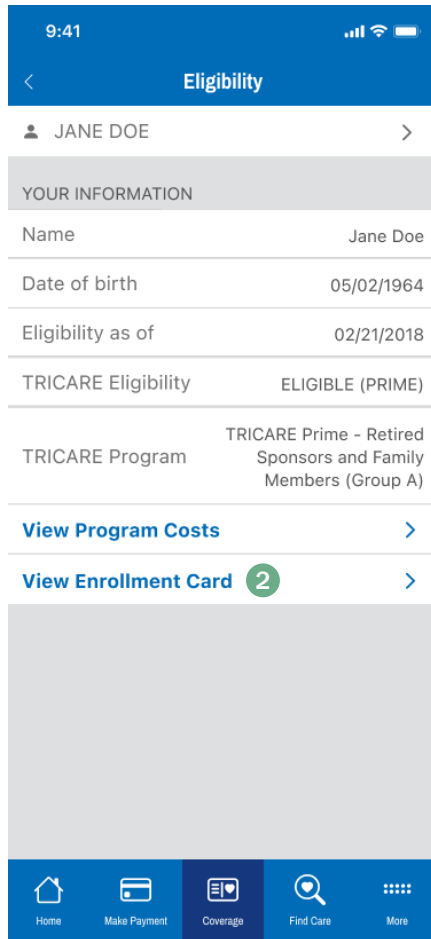 9:41
Eligibility
JANE DOE
YOUR INFORMATION
Name Jane Doe
Date of birth 05/02/1964
Eligibility as of 02/21/2018
TRICARE Eligibility ELIGIBLE (PRIME)
TRICARE Program TRICARE Prime - Retired
Sponsors and Family
Members (Group A)
View Program Costs
View Enrollment Card 2
Home Make Payment Coverage Find Care More